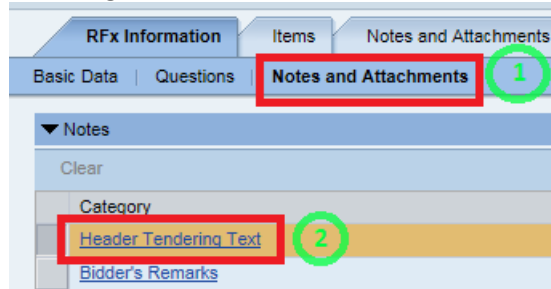 RFx Information Items Notes and Attachments
Basic Data | Questions | Notes and Attachments 1
Notes
Clear
Category
Header Tendering Text 2
Bidder's Remarks